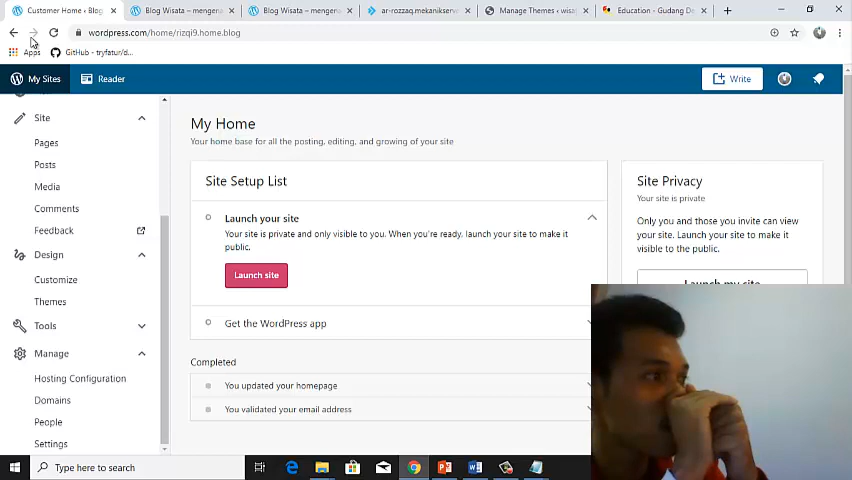 Customer Home ‹ Blog
Blog Wisata – mengena
Blog Wisata – mengena
ar-rozzaq.mekanikserw
Manage Themes ‹ wisa
Education - Gudang De
wordpress.com/home/rizqi9.home.blog
Apps
GitHub - tryfatur/d...
My Sites
Reader
Write
Site
Pages
Posts
Media
Comments
Feedback
Design
Customize
Themes
Tools
Manage
Hosting Configuration
Domains
People
Settings
My Home
Your home base for all the posting, editing, and growing of your site
Site Setup List
Launch your site
Your site is private and only visible to you. When you're ready, launch your site to make it
public.
Launch site
Get the WordPress app
Completed
You updated your homepage
You validated your email address
Site Privacy
Your site is private
Only you and those you invite can view
your site. Launch your site to make it
visible to the public.
Launch my site
Type here to search